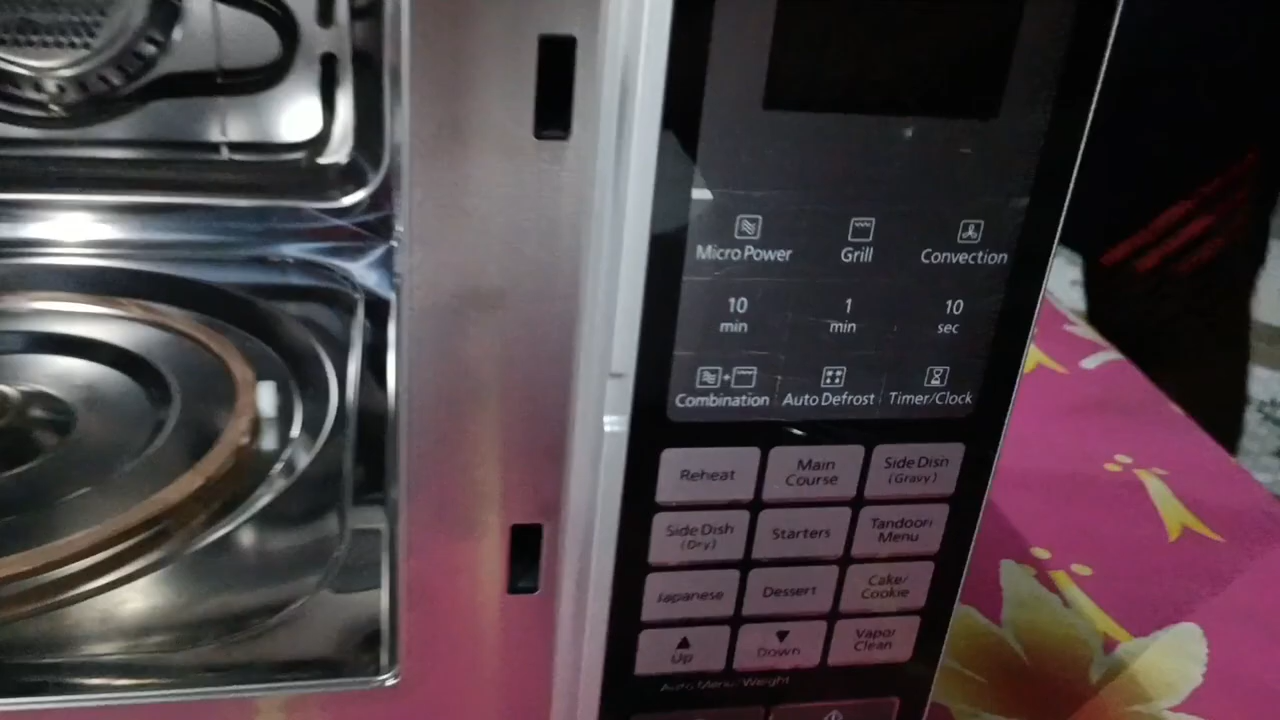 Micro Power Grill Convection
10 min 1 min 10 sec
Combination Auto Defrost Timer/Clock
Reheat Main Course Side Dish (Gravy)
Side Dish (Dry) Starters Tandoori Menu
Japanese Dessert Cake/ Cookie
Up Down Vapor Clean
Auto Menu/Weight